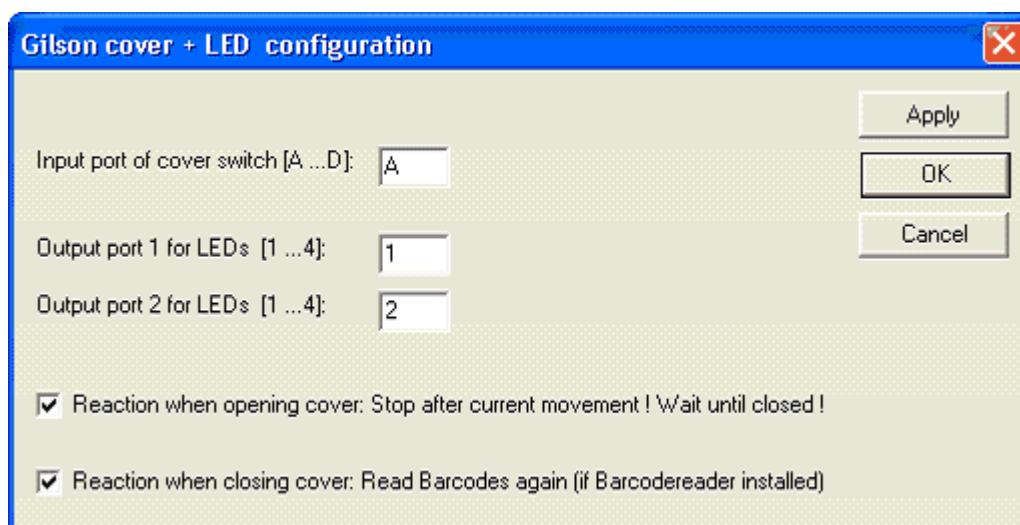 Gilson cover + LED  configuration
Apply
Input port of cover switch [A ...D]: A
OK
Cancel
Output port 1 for LEDs  [1 ...4]: 1
Output port 2 for LEDs  [1 ...4]: 2
Reaction when opening cover: Stop after current movement ! Wait until closed !
Reaction when closing cover: Read Barcodes again (if Barcodereader installed)